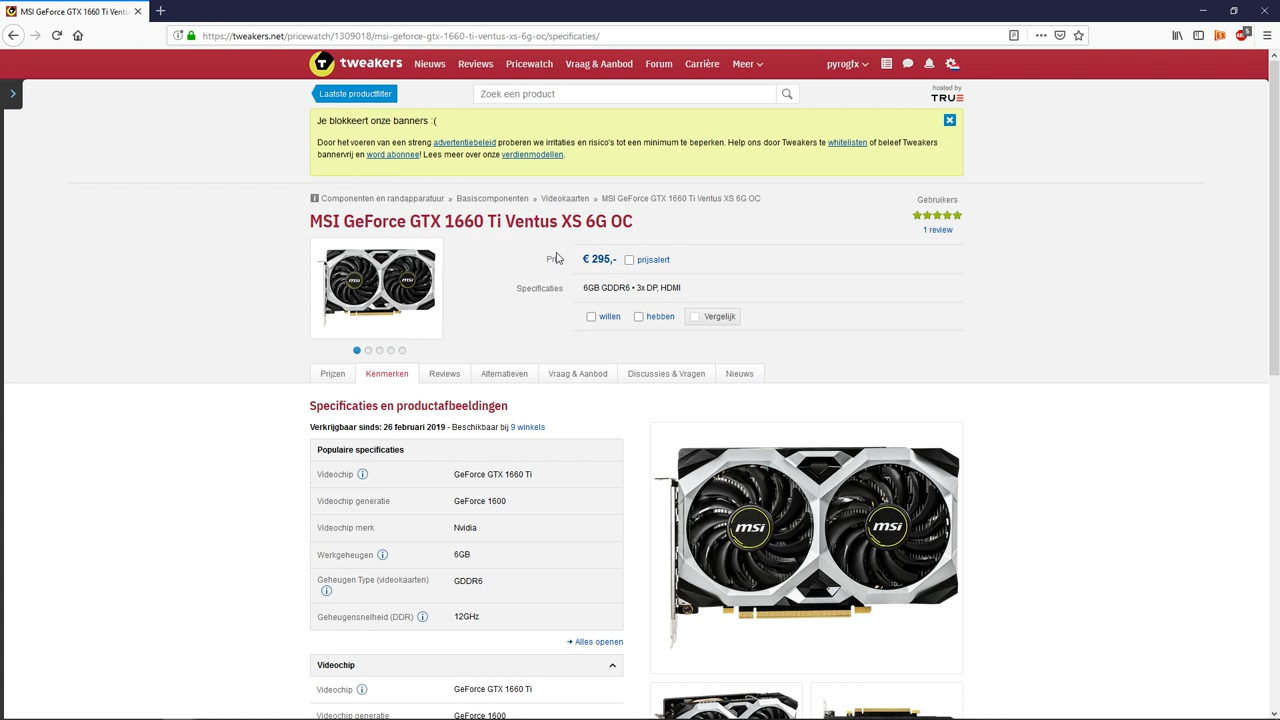 MSI GeForce GTX 1660 Ti Ventu
https://tweakers.net/pricewatch/1309018/msi-geforce-gtx-1660-ti-ventus-xs-6g-oc/specificaties/
tweakers Nieuws Reviews Pricewatch Vraag & Aanbod Forum Carrière Meer pyrogfx
Laatste productfilter
Zoek een product
hosted by
TRUE
Je blokkeert onze banners :(
Door het voeren van een streng advertentiebeleid proberen we irritaties en risico's tot een minimum te beperken. Help ons door Tweakers te whitelisten of beleef Tweakers
bannervrij en word abonnee! Lees meer over onze verdienmodellen.
Componenten en randapparatuur » Basiscomponenten » Videokaarten » MSI GeForce GTX 1660 Ti Ventus XS 6G OC
Gebruikers
MSI GeForce GTX 1660 Ti Ventus XS 6G OC
1 review
€ 295,- prijsalert
Specificaties 6GB GDDR6 • 3x DP, HDMI
willen hebben Vergelijk
msi msi
Prijzen Kenmerken Reviews Alternatieven Vraag & Aanbod Discussies & Vragen Nieuws
Specificaties en productafbeeldingen
Verkrijgbaar sinds: 26 februari 2019 - Beschikbaar bij 9 winkels
Populaire specificaties
Videochip GeForce GTX 1660 Ti
Videochip generatie GeForce 1600
Videochip merk Nvidia
Werkgeheugen 6GB
Geheugen Type (videokaarten) GDDR6
Geheugensnelheid (DDR) 12GHz
Alles openen
Videochip
Videochip GeForce GTX 1660 Ti
Videochip generatie GeForce 1600
msi msi